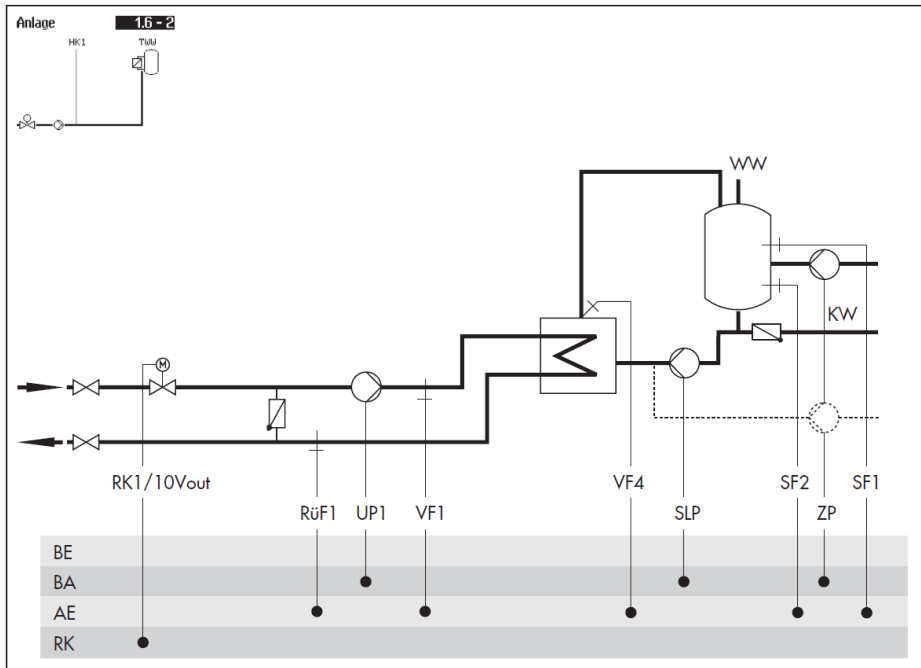 Anlage 1.6 - 2
HK1 TWW
WW
M
KW
RK1/10Vout VF4 SF2 SF1
RüF1 UP1 VF1 SLP ZP
BE
BA
AE
RK